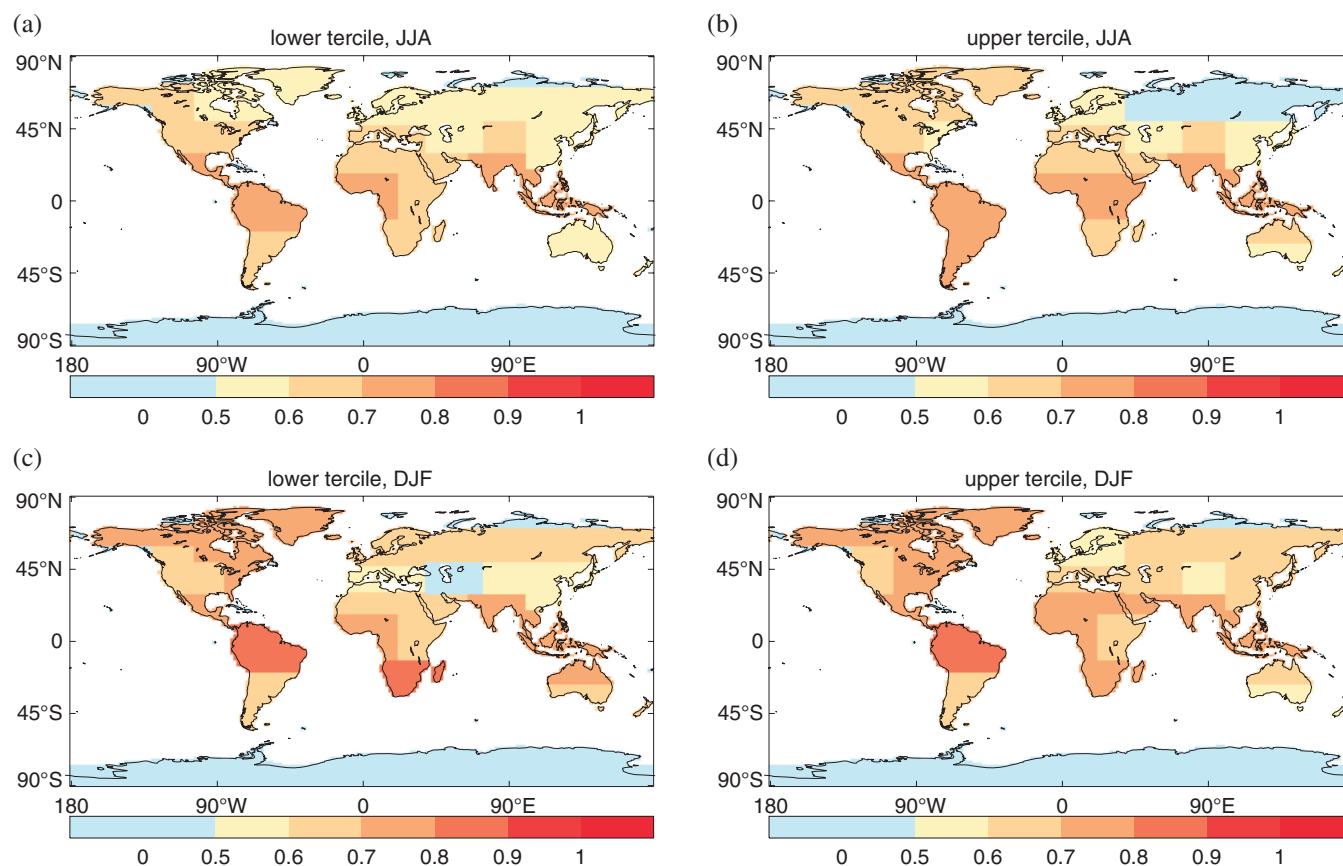 (a)
lower tercile, JJA
90°N
45°N
0
45°S
90°S
180
90°W
0
90°E
0
0.5
0.6
0.7
0.8
0.9
1
(b)
upper tercile, JJA
90°N
45°N
0
45°S
90°S
180
90°W
0
90°E
0
0.5
0.6
0.7
0.8
0.9
1
(c)
lower tercile, DJF
90°N
45°N
0
45°S
90°S
180
90°W
0
90°E
0
0.5
0.6
0.7
0.8
0.9
1
(d)
upper tercile, DJF
90°N
45°N
0
45°S
90°S
180
90°W
0
90°E
0
0.5
0.6
0.7
0.8
0.9
1